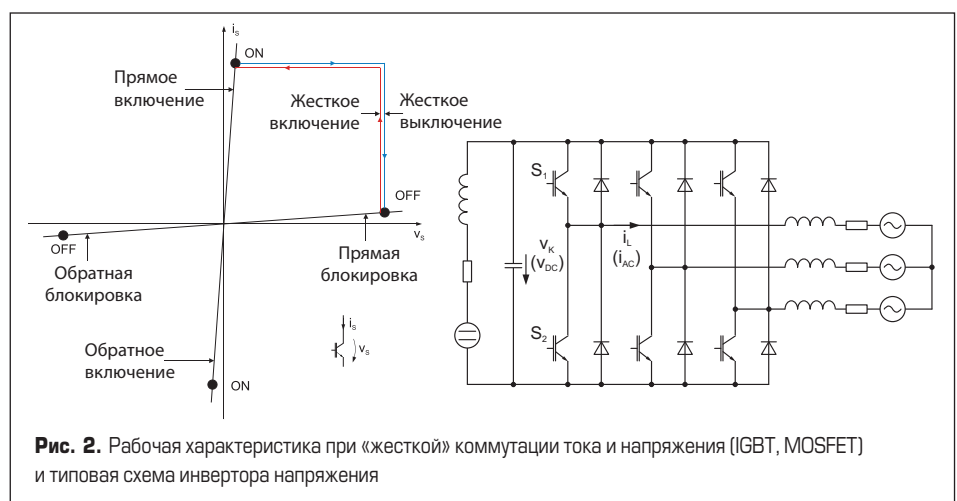 i_S
ON
Прямое
включение
Жесткое
включение
Жесткое
выключение
OFF
v_S
OFF
Обратная
блокировка
Прямая
блокировка
Обратное
включение
ON
i_S
v_S
S_1
S_2
v_K
(v_DC)
i_L
(i_AC)
Рис. 2. Рабочая характеристика при «жесткой» коммутации тока и напряжения (IGBT, MOSFET)
и типовая схема инвертора напряжения